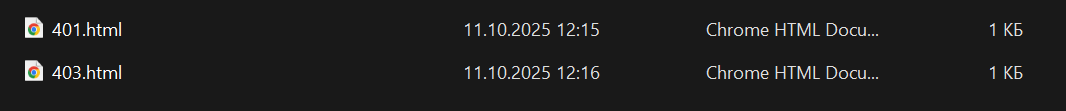 401.html 11.10.2025 12:15 Chrome HTML Docu... 1 КБ
403.html 11.10.2025 12:16 Chrome HTML Docu... 1 КБ